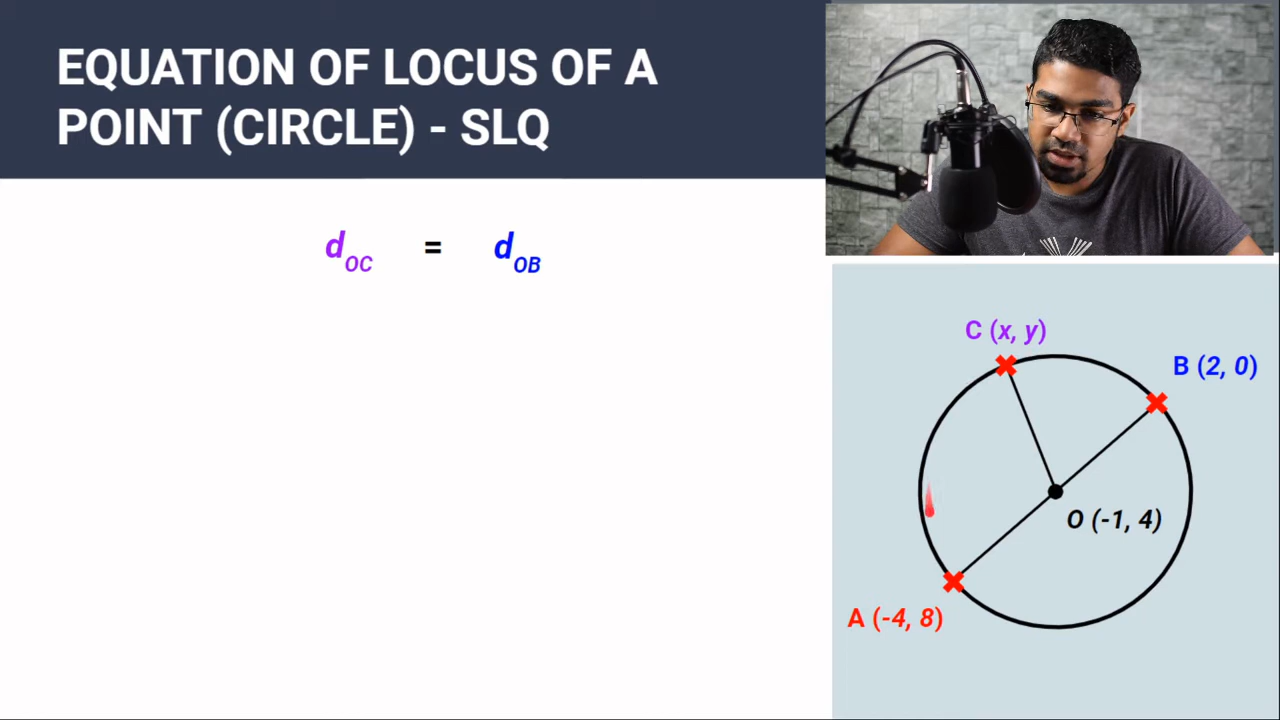 EQUATION OF LOCUS OF A
POINT (CIRCLE) - SLQ
d_OC = d_OB
C (x, y)
B (2, 0)
O (-1, 4)
A (-4, 8)